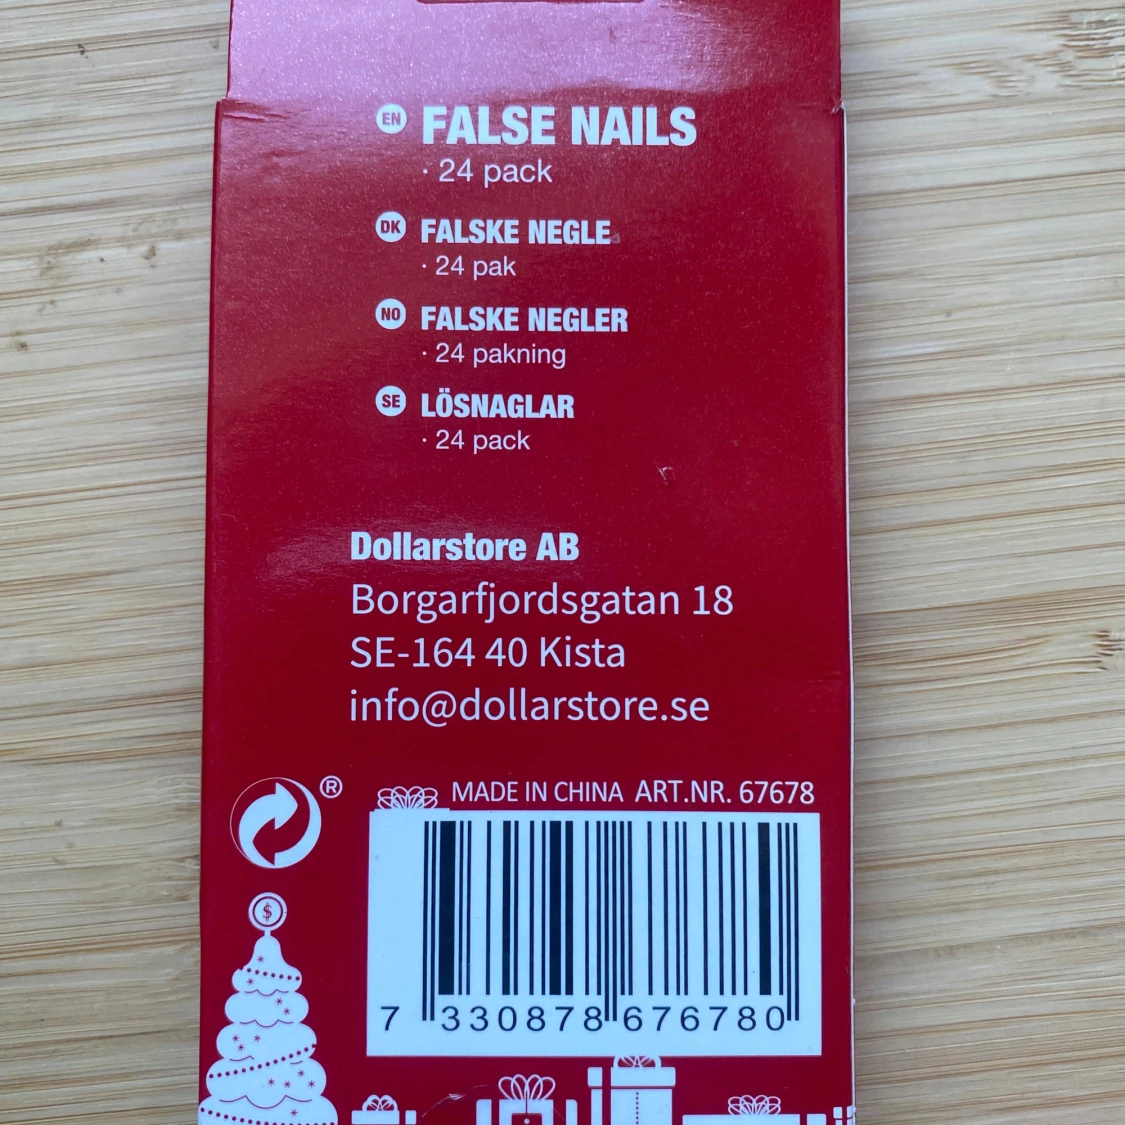 EN FALSE NAILS
· 24 pack
DK FALSKE NEGLE
· 24 pak
NO FALSKE NEGLER
· 24 pakning
SE LÖSNAGLAR
· 24 pack
Dollarstore AB
Borgarfjordsgatan 18
SE-164 40 Kista
info@dollarstore.se
®
MADE IN CHINA ART.NR. 67678
$
7 330878 676780